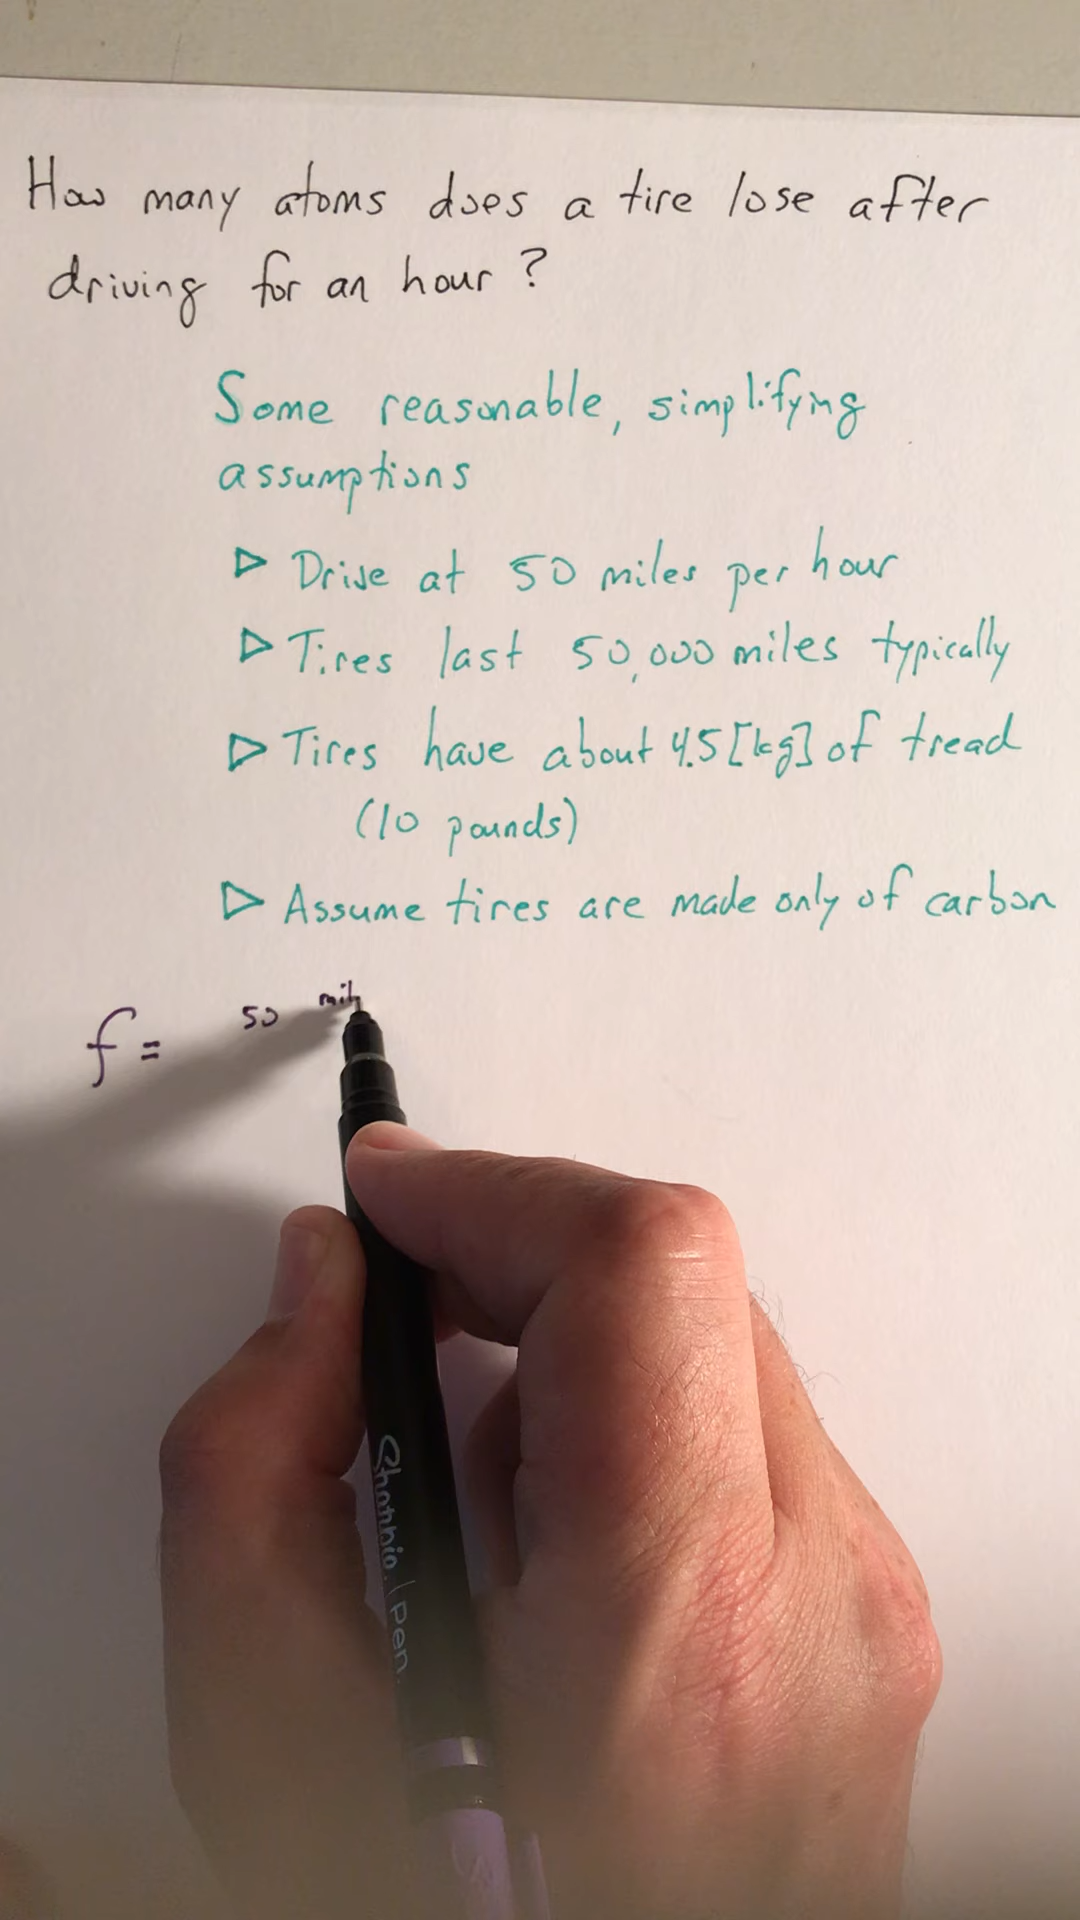 How many atoms does a tire lose after
driving for an hour?
Some reasonable, simplifying
assumptions
▷ Drive at 50 miles per hour
▷ Tires last 50,000 miles typically
▷ Tires have about 4.5 [kg] of tread
(10 pounds)
▷ Assume tires are made only of carbon
f = 50 mil
Sharpie. | Pen.